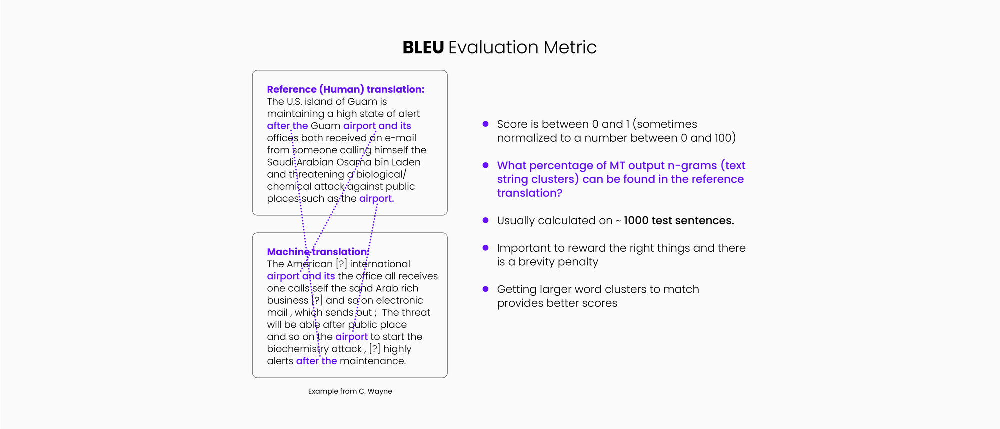 BLEU Evaluation Metric
Reference (Human) translation:
The U.S. island of Guam is
maintaining a high state of alert
after the Guam airport and its
offices both received an e-mail
from someone calling himself the
Saudi Arabian Osama bin Laden
and threatening a biological/
chemical attack against public
places such as the airport.
Machine translation:
The American [?] international
airport and its the office all receives
one calls self the sand Arab rich
business [?] and so on electronic
mail , which sends out ; The threat
will be able after public place
and so on the airport to start the
biochemistry attack , [?] highly
alerts after the maintenance.
Example from C. Wayne
Score is between 0 and 1 (sometimes
normalized to a number between 0 and 100)
What percentage of MT output n-grams (text
string clusters) can be found in the reference
translation?
Usually calculated on ~ 1000 test sentences.
Important to reward the right things and there
is a brevity penalty
Getting larger word clusters to match
provides better scores